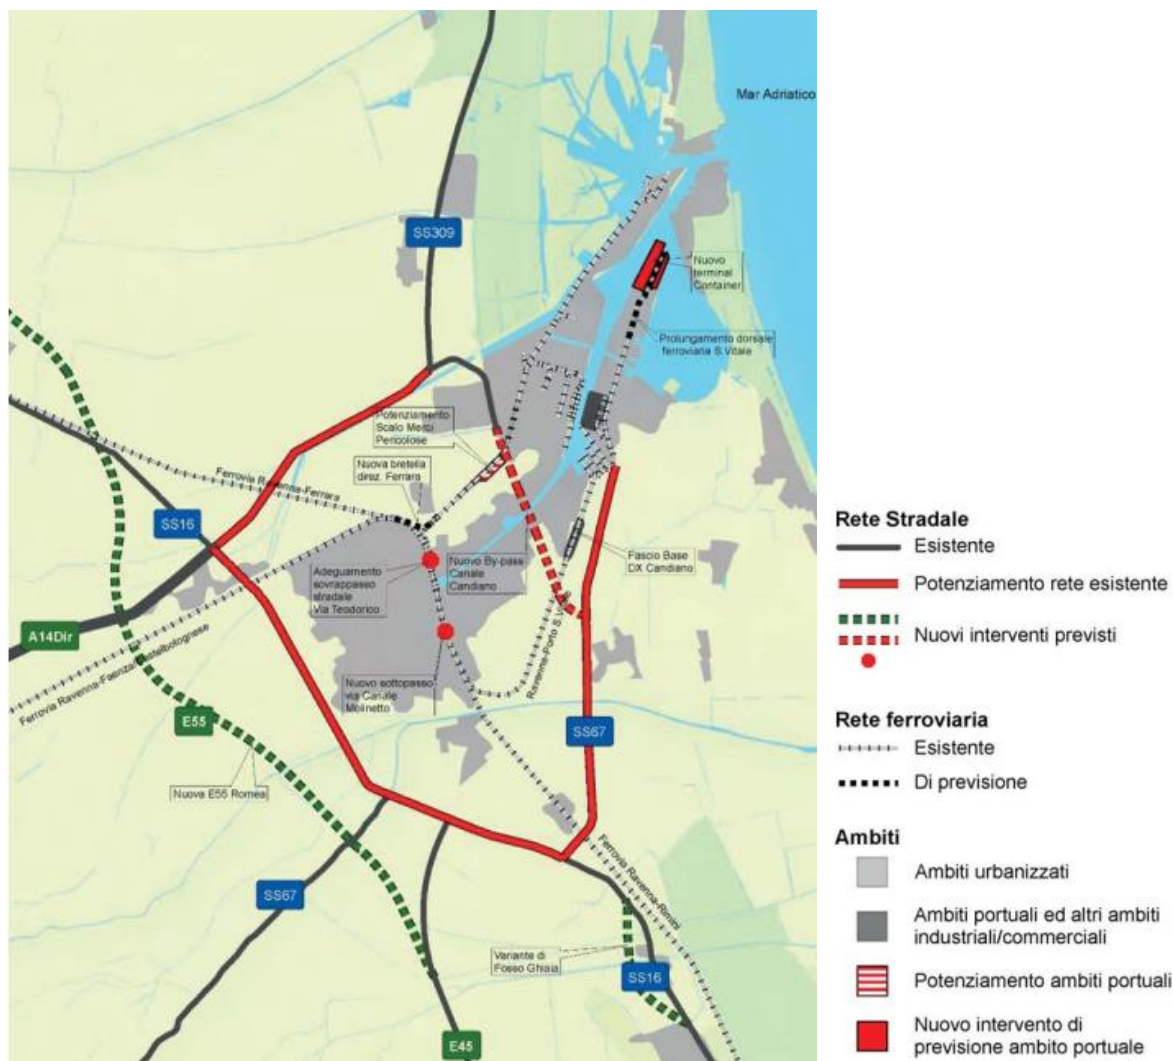 Mar Adriatico
SS309
Nuovo
terminal
Container
Prolungamento dorsale
ferroviaria S.Vitale
Potenziamento
Scalo Merci
Pericolose
Nuova bretella
direz. Ferrara
Ferrovia Ravenna-Ferrara
SS16
Adeguamento
sovrappasso
stradale
Via Teodorico
Nuovo By-pass
Canale
Candiano
Fascio Base
DX Candiano
A14Dir
Ferrovia Ravenna-Faenza-Castelbolognese
Nuovo sottopasso
via Canale
Molinetto
Ravenna-Porto S.Vitale
E55
SS67
Nuova E55 Romea
Ferrovia Ravenna-Rimini
SS67
Variante di
Fosso Ghiaia
SS16
E45
Rete Stradale
Esistente
Potenziamento rete esistente
Nuovi interventi previsti
Rete ferroviaria
Esistente
Di previsione
Ambiti
Ambiti urbanizzati
Ambiti portuali ed altri ambiti
industriali/commerciali
Potenziamento ambiti portuali
Nuovo intervento di
previsione ambito portuale